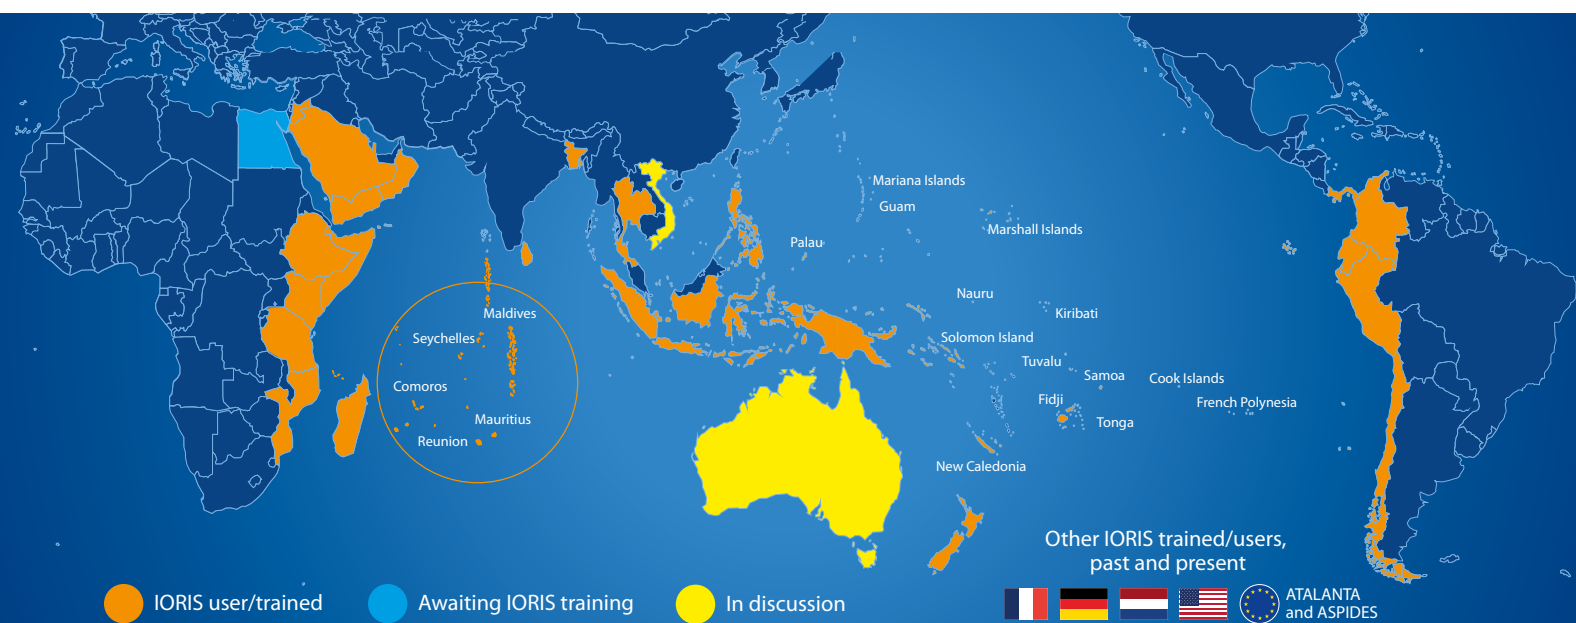 Mariana Islands
Guam
Marshall Islands
Palau
Nauru
Maldives
Kiribati
Seychelles
Solomon Island
Tuvalu
Samoa
Cook Islands
Comoros
Fidji
French Polynesia
Mauritius
Tonga
Reunion
New Caledonia
Other IORIS trained/users,
past and present
IORIS user/trained
Awaiting IORIS training
In discussion
ATALANTA
and ASPIDES